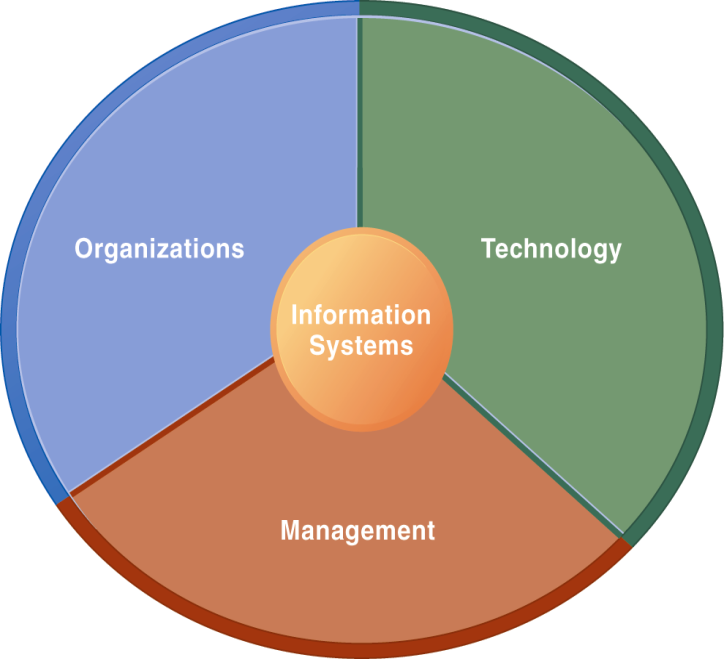 Organizations
Technology
Information
Systems
Management